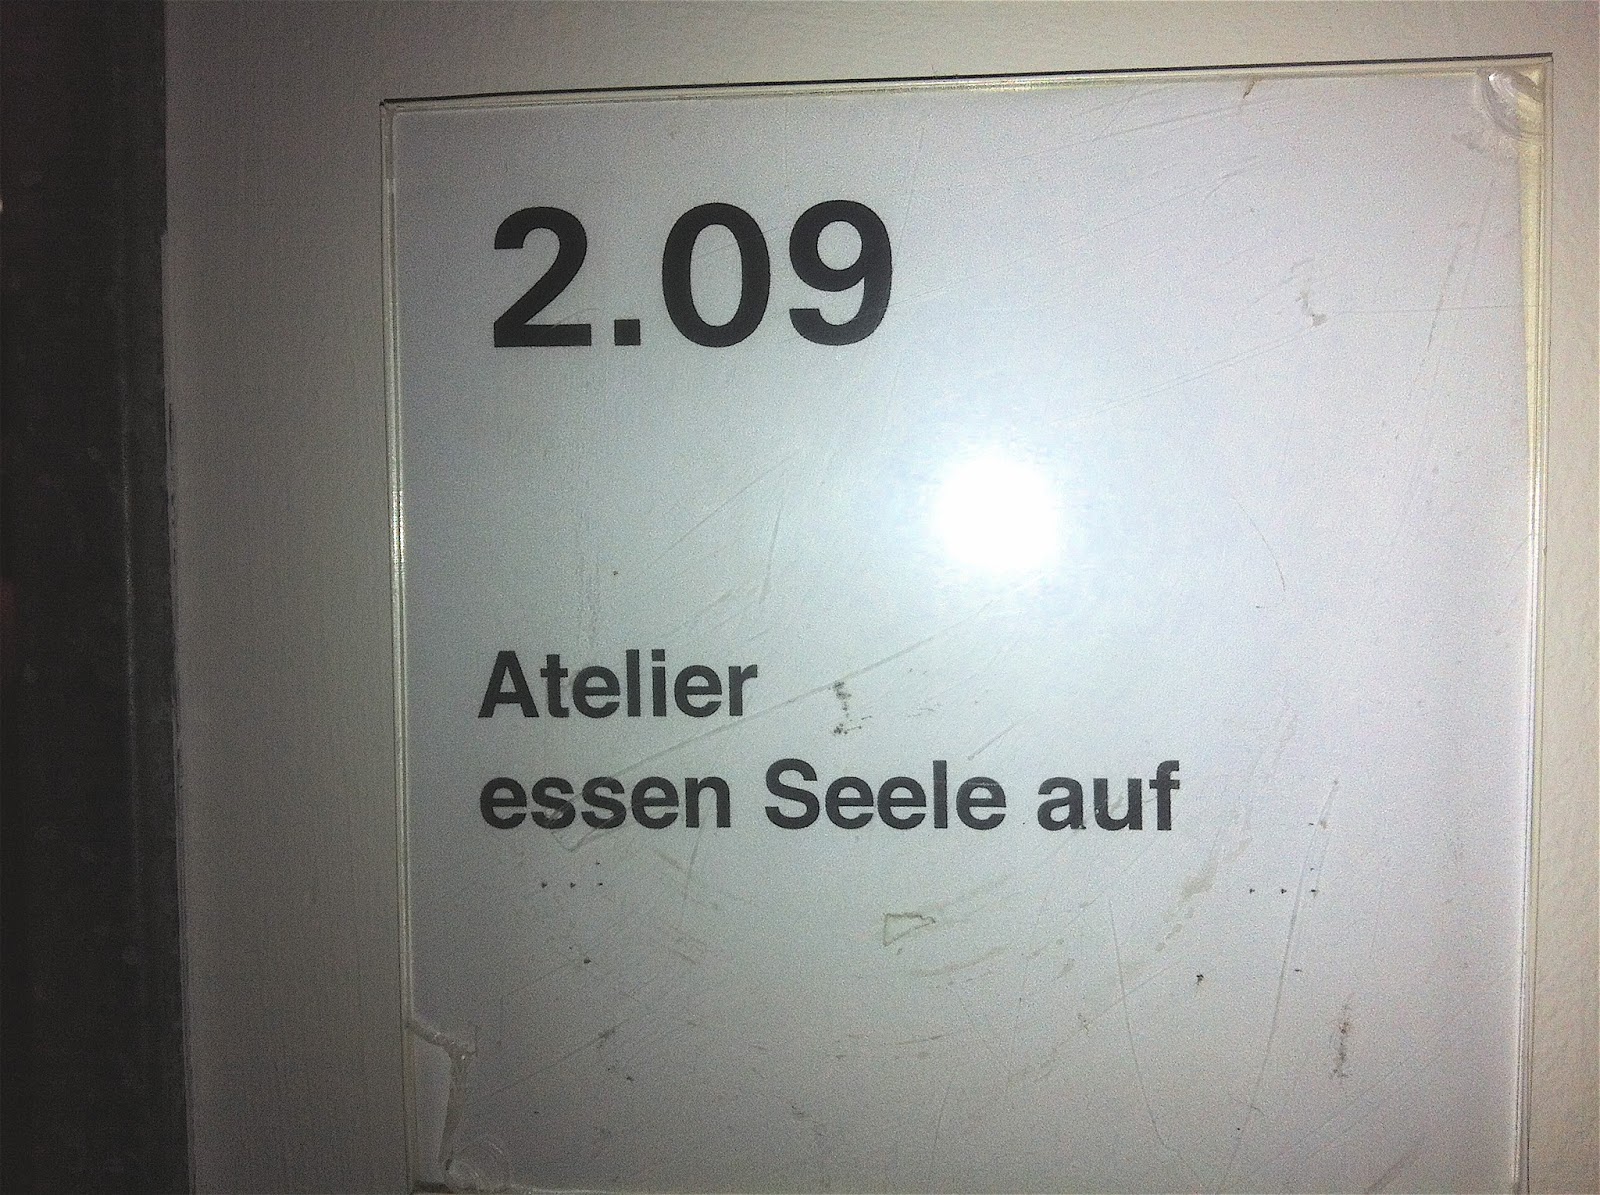 2.09
Atelier
essen Seele auf